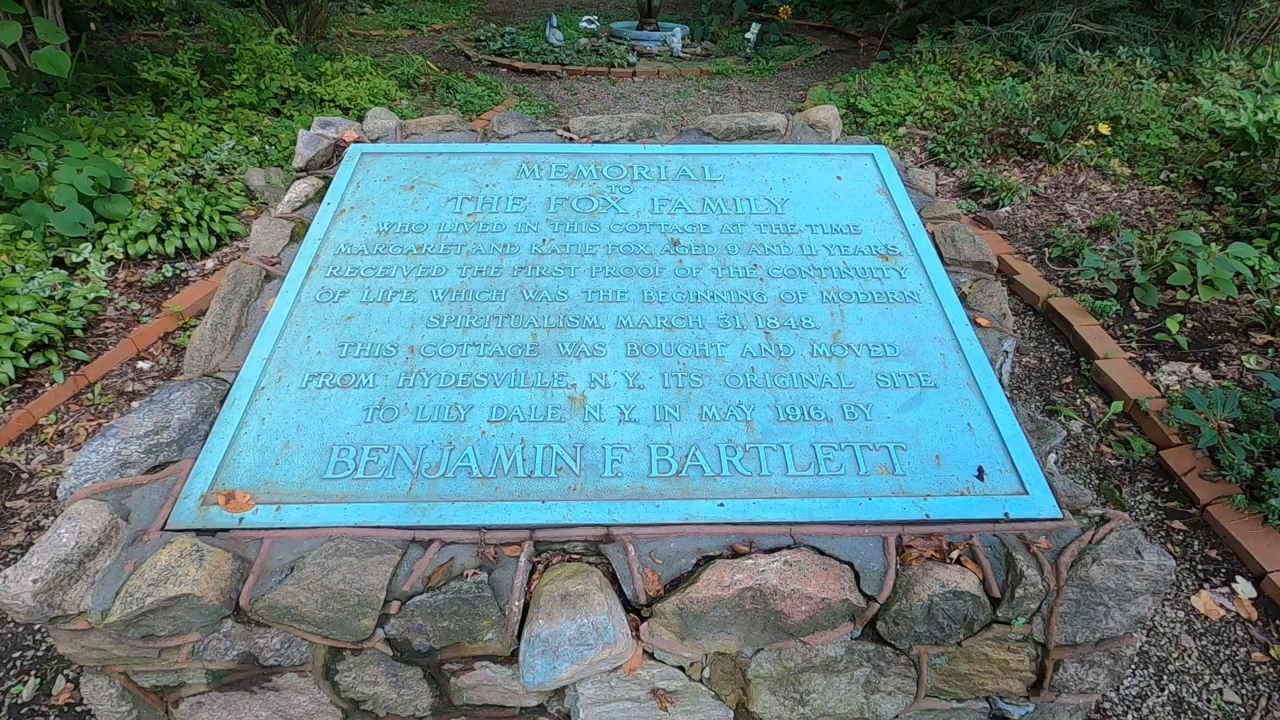 MEMORIAL
TO
THE FOX FAMILY
WHO LIVED IN THIS COTTAGE AT THE TIME
MARGARET AND KATIE FOX, AGED 9 AND 11 YEARS
RECEIVED THE FIRST PROOF OF THE CONTINUITY
OF LIFE, WHICH WAS THE BEGINNING OF MODERN
SPIRITUALISM, MARCH 31, 1848.
THIS COTTAGE WAS BOUGHT AND MOVED
FROM HYDESVILLE, N.Y., ITS ORIGINAL SITE,
TO LILY DALE, N.Y. IN MAY 1916, BY
BENJAMIN F BARTLETT